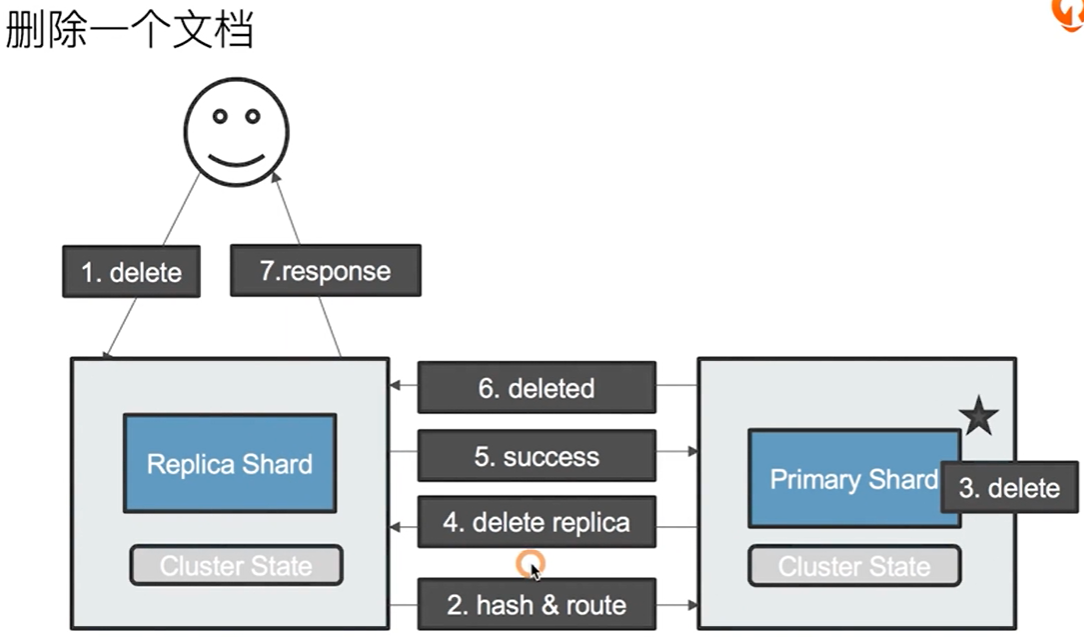 删除一个文档
1. delete
7.response
6. deleted
5. success
4. delete replica
2. hash & route
Replica Shard
Cluster State
Primary Shard
3. delete
Cluster State